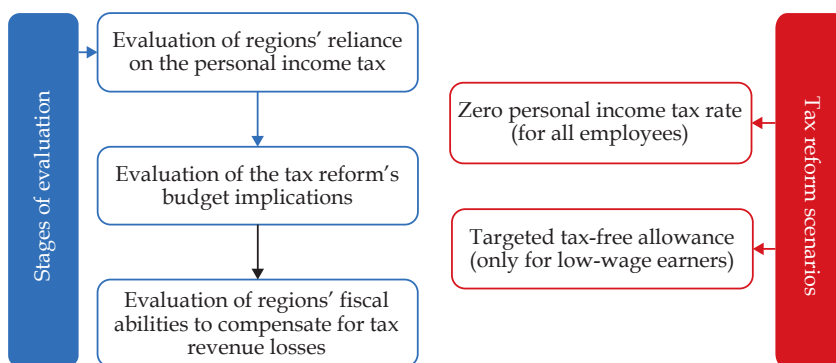 Stages of evaluation
Evaluation of regions’ reliance
on the personal income tax
Evaluation of the tax reform’s
budget implications
Evaluation of regions’ fiscal
abilities to compensate for tax
revenue losses
Zero personal income tax rate
(for all employees)
Targeted tax-free allowance
(only for low-wage earners)
Tax reform scenarios